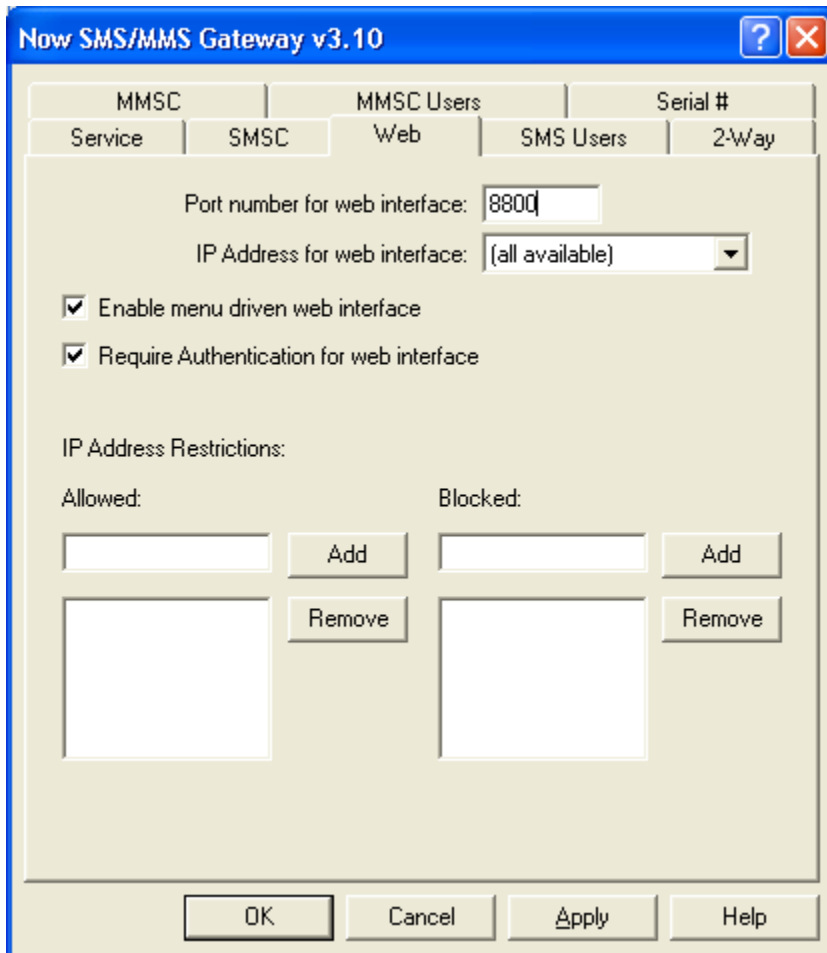 Now SMS/MMS Gateway v3.10
MMSC MMSC Users Serial #
Service SMSC Web SMS Users 2-Way
Port number for web interface: 8800
IP Address for web interface: (all available)
Enable menu driven web interface
Require Authentication for web interface
IP Address Restrictions:
Allowed: Blocked:
Add Add
Remove Remove
OK Cancel Apply Help